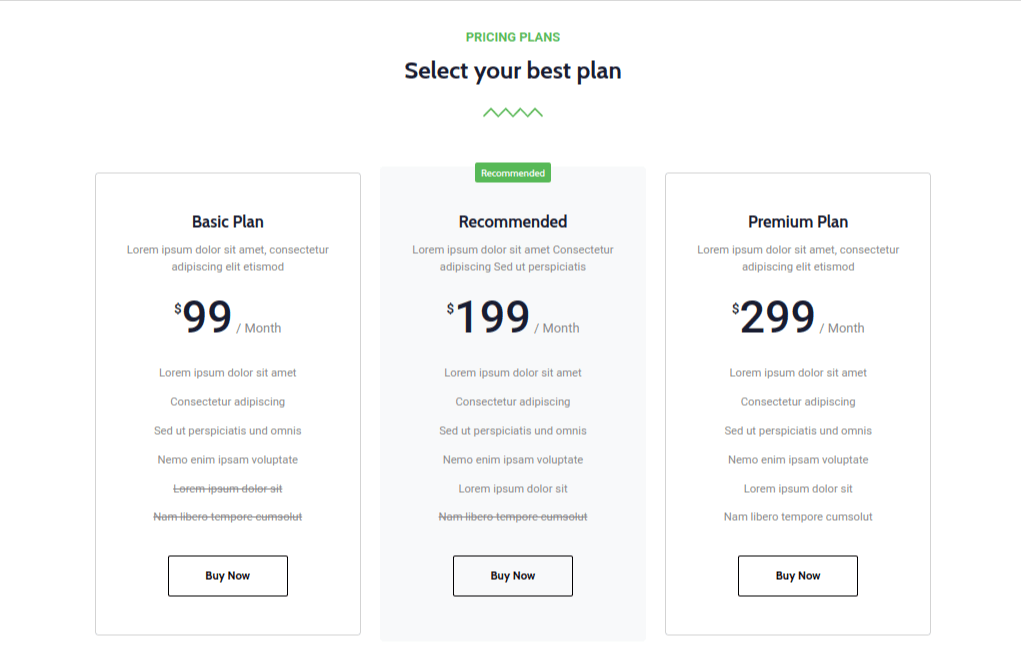 PRICING PLANS
Select your best plan
Recommended
Basic Plan
Lorem ipsum dolor sit amet, consectetur
adipiscing elit etismod
$99 / Month
Lorem ipsum dolor sit amet
Consectetur adipiscing
Sed ut perspiciatis und omnis
Nemo enim ipsam voluptate
Lorem ipsum dolor sit
Nam libero tempore cumsolut
Buy Now
Recommended
Lorem ipsum dolor sit amet Consectetur
adipiscing Sed ut perspiciatis
$199 / Month
Lorem ipsum dolor sit amet
Consectetur adipiscing
Sed ut perspiciatis und omnis
Nemo enim ipsam voluptate
Lorem ipsum dolor sit
Nam libero tempore cumsolut
Buy Now
Premium Plan
Lorem ipsum dolor sit amet, consectetur
adipiscing elit etismod
$299 / Month
Lorem ipsum dolor sit amet
Consectetur adipiscing
Sed ut perspiciatis und omnis
Nemo enim ipsam voluptate
Lorem ipsum dolor sit
Nam libero tempore cumsolut
Buy Now